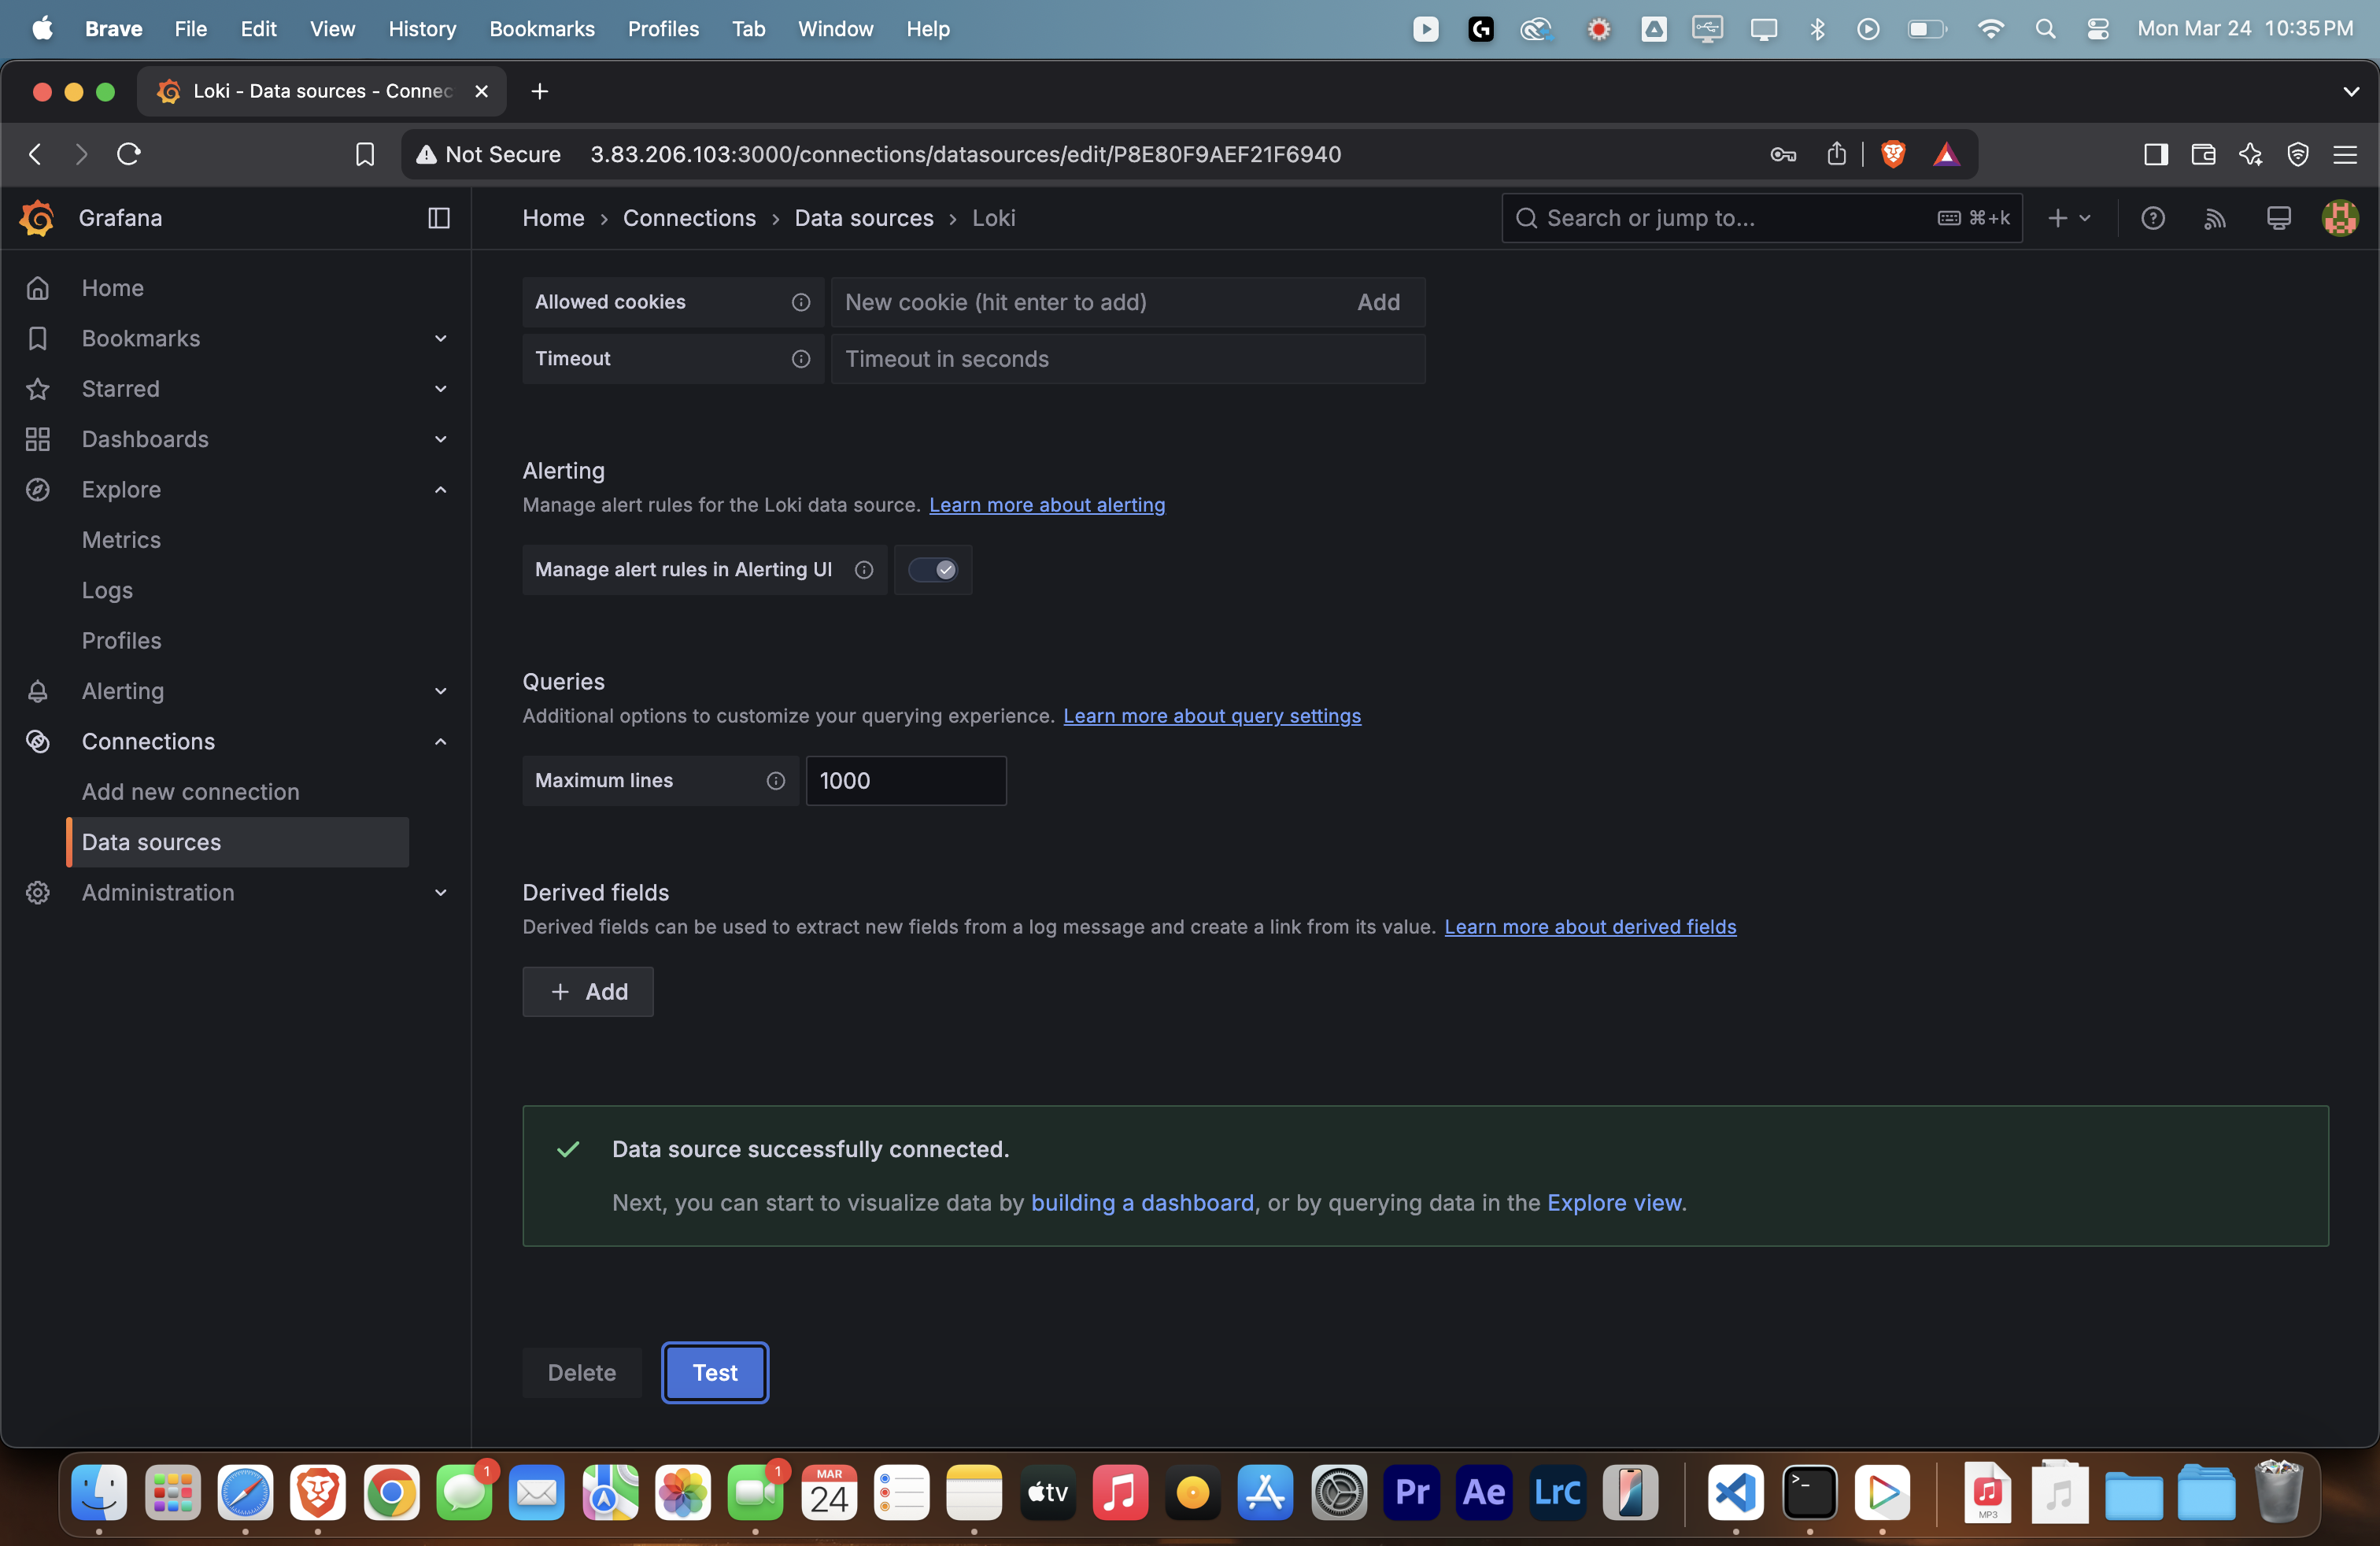 Brave File Edit View History Bookmarks Profiles Tab Window Help Mon Mar 24 10:35 PM
Loki - Data sources - Connec
Not Secure 3.83.206.103:3000/connections/datasources/edit/P8E80F9AEF21F6940
Grafana
Home › Connections › Data sources › Loki
Search or jump to... ⌘+k
Home
Bookmarks
Starred
Dashboards
Explore
Metrics
Logs
Profiles
Alerting
Connections
Add new connection
Data sources
Administration
Allowed cookies New cookie (hit enter to add) Add
Timeout Timeout in seconds
Alerting
Manage alert rules for the Loki data source. Learn more about alerting
Manage alert rules in Alerting UI
Queries
Additional options to customize your querying experience. Learn more about query settings
Maximum lines 1000
Derived fields
Derived fields can be used to extract new fields from a log message and create a link from its value. Learn more about derived fields
+ Add
Data source successfully connected.
Next, you can start to visualize data by building a dashboard, or by querying data in the Explore view.
Delete Test
1 1 MAR 24 tv Pr Ae LrC MP3